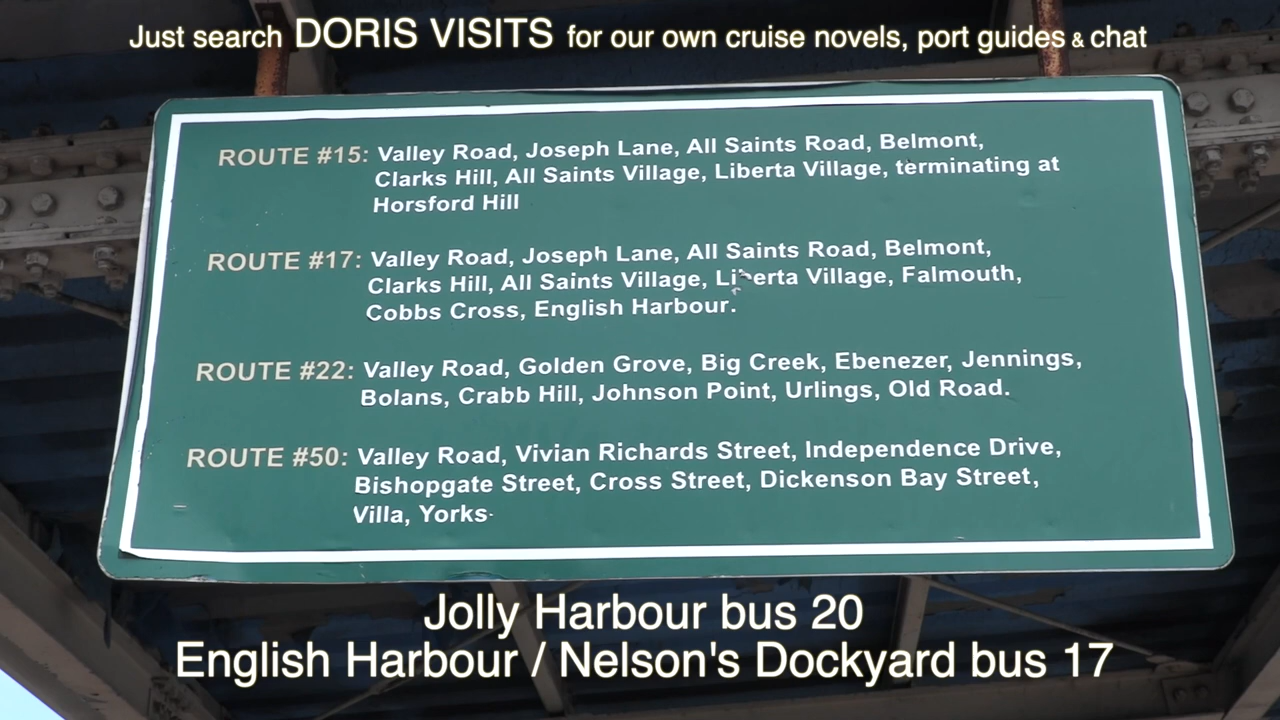 Just search DORIS VISITS for our own cruise novels, port guides & chat
ROUTE #15: Valley Road, Joseph Lane, All Saints Road, Belmont,
Clarks Hill, All Saints Village, Liberta Village, terminating at
Horsford Hill
ROUTE #17: Valley Road, Joseph Lane, All Saints Road, Belmont,
Clarks Hill, All Saints Village, Liberta Village, Falmouth,
Cobbs Cross, English Harbour.
ROUTE #22: Valley Road, Golden Grove, Big Creek, Ebenezer, Jennings,
Bolans, Crabb Hill, Johnson Point, Urlings, Old Road.
ROUTE #50: Valley Road, Vivian Richards Street, Independence Drive,
Bishopgate Street, Cross Street, Dickenson Bay Street,
Villa, Yorks
Jolly Harbour bus 20
English Harbour / Nelson's Dockyard bus 17